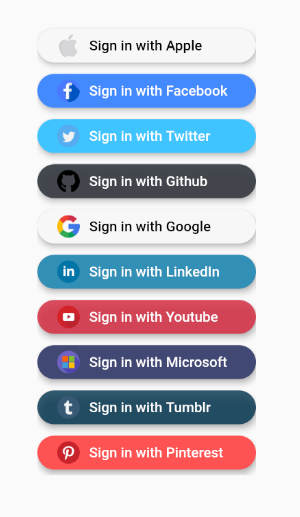 Sign in with Apple
Sign in with Facebook
Sign in with Twitter
Sign in with Github
Sign in with Google
Sign in with LinkedIn
Sign in with Youtube
Sign in with Microsoft
Sign in with Tumblr
Sign in with Pinterest